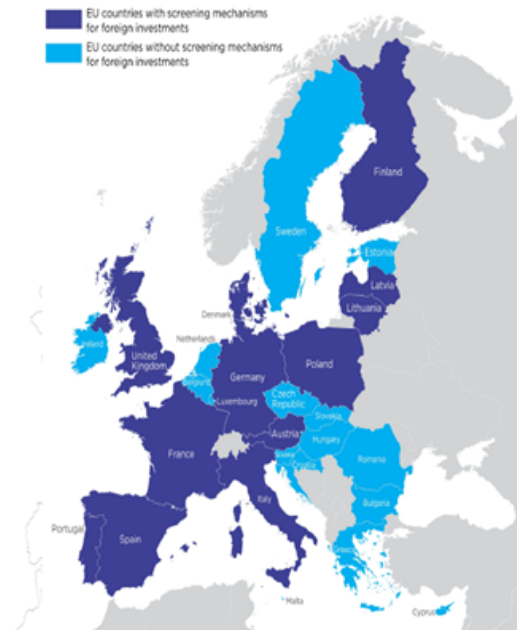 EU countries with screening mechanisms
for foreign investments
EU countries without screening mechanisms
for foreign investments
Finland
Sweden
Estonia
Latvia
Lithuania
Denmark
Ireland
United
Kingdom
Netherlands
Belgium
Luxembourg
Germany
Poland
Czech
Republic
Slovakia
Austria
Hungary
France
Slovenia
Croatia
Romania
Italy
Bulgaria
Portugal
Spain
Greece
Malta
Cyprus